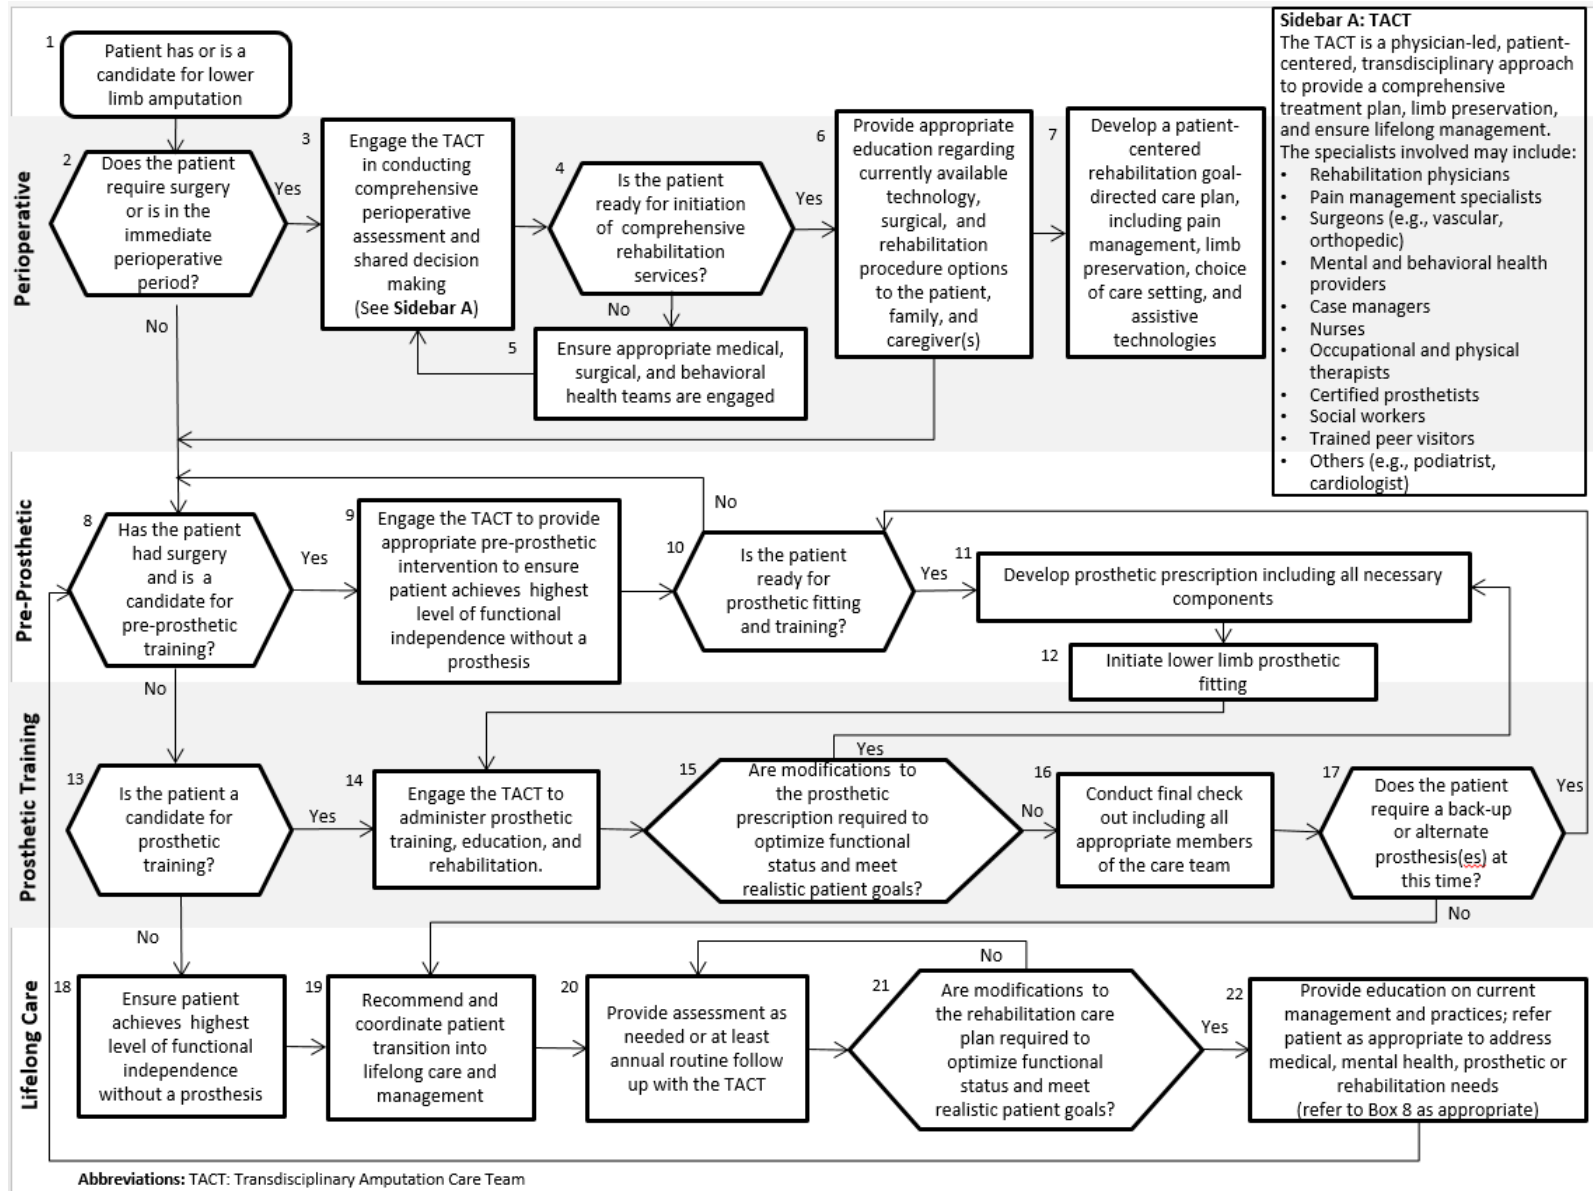 1
Patient has or is a
candidate for lower
limb amputation
Sidebar A: TACT
The TACT is a physician-led, patient-
centered, transdisciplinary approach
to provide a comprehensive
treatment plan, limb preservation,
and ensure lifelong management.
The specialists involved may include:
• Rehabilitation physicians
• Pain management specialists
• Surgeons (e.g., vascular,
orthopedic)
• Mental and behavioral health
providers
• Case managers
• Nurses
• Occupational and physical
therapists
• Certified prosthetists
• Social workers
• Trained peer visitors
• Others (e.g., podiatrist,
cardiologist)
Perioperative
2
Does the patient
require surgery
or is in the
immediate
perioperative
period?
Yes
No
3
Engage the TACT
in conducting
comprehensive
perioperative
assessment and
shared decision
making
(See Sidebar A)
4
Is the patient
ready for initiation
of comprehensive
rehabilitation
services?
Yes
No
5
Ensure appropriate medical,
surgical, and behavioral
health teams are engaged
6
Provide appropriate
education regarding
currently available
technology,
surgical, and
rehabilitation
procedure options
to the patient,
family, and
caregiver(s)
7
Develop a patient-
centered
rehabilitation goal-
directed care plan,
including pain
management, limb
preservation, choice
of care setting, and
assistive
technologies
Pre-Prosthetic
8
Has the patient
had surgery
and is a
candidate for
pre-prosthetic
training?
Yes
No
9
Engage the TACT to provide
appropriate pre-prosthetic
intervention to ensure
patient achieves highest
level of functional
independence without a
prosthesis
10
Is the patient
ready for
prosthetic fitting
and training?
No
Yes
11
Develop prosthetic prescription including all necessary
components
12
Initiate lower limb prosthetic
fitting
Prosthetic Training
13
Is the patient a
candidate for
prosthetic
training?
Yes
No
14
Engage the TACT to
administer prosthetic
training, education, and
rehabilitation.
15
Yes
Are modifications to
the prosthetic
prescription required to
optimize functional
status and meet
realistic patient goals?
No
16
Conduct final check
out including all
appropriate members
of the care team
17
Does the patient
require a back-up
or alternate
prosthesis(es) at
this time?
Yes
No
Lifelong Care
18
Ensure patient
achieves highest
level of functional
independence
without a prosthesis
19
Recommend and
coordinate patient
transition into
lifelong care and
management
20
Provide assessment as
needed or at least
annual routine follow
up with the TACT
21
No
Are modifications to
the rehabilitation care
plan required to
optimize functional
status and meet
realistic patient goals?
Yes
22
Provide education on current
management and practices; refer
patient as appropriate to address
medical, mental health, prosthetic or
rehabilitation needs
(refer to Box 8 as appropriate)
Abbreviations: TACT: Transdisciplinary Amputation Care Team